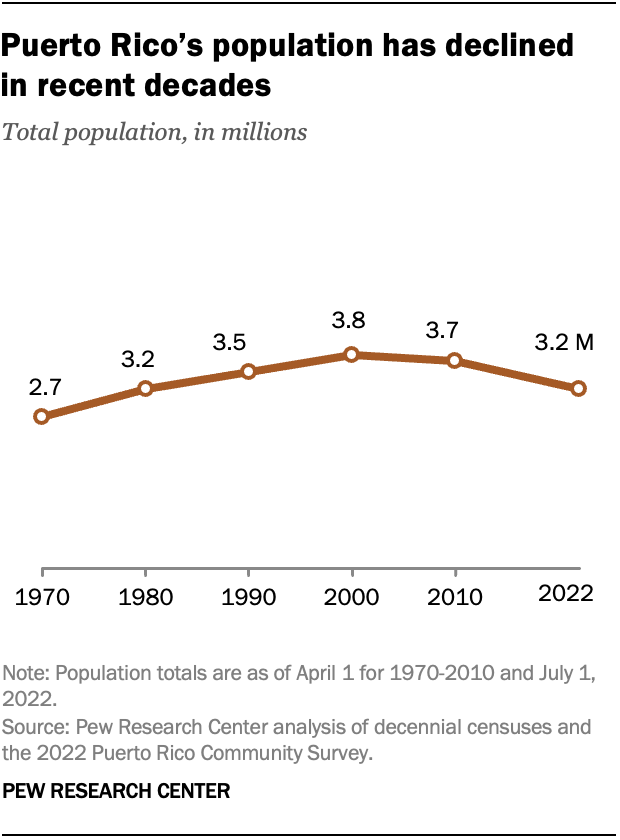 Puerto Rico’s population has declined
in recent decades
Total population, in millions
2.7
3.2
3.5
3.8
3.7
3.2 M
1970
1980
1990
2000
2010
2022
Note: Population totals are as of April 1 for 1970-2010 and July 1,
2022.
Source: Pew Research Center analysis of decennial censuses and
the 2022 Puerto Rico Community Survey.
PEW RESEARCH CENTER